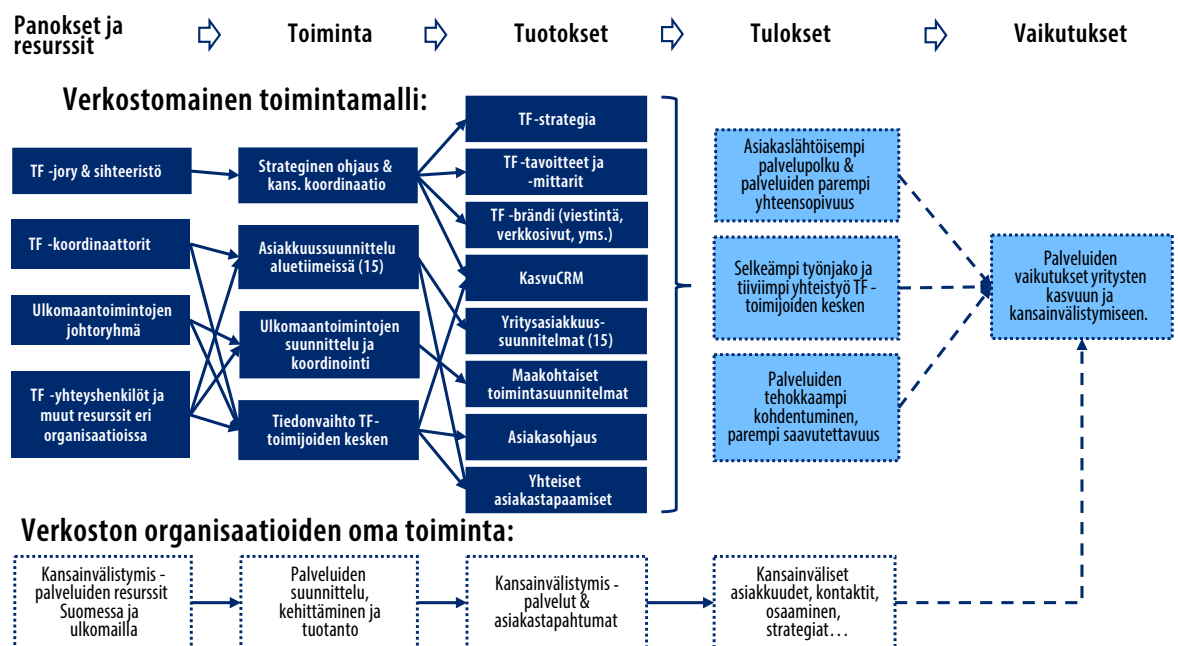 Panokset ja
resurssit
Toiminta
Tuotokset
Tulokset
Vaikutukset
Verkostomainen toimintamalli:
TF -jory & sihteeristö
TF -koordinaattorit
Ulkomaantoimintojen
johtoryhmä
TF -yhteyshenkilöt ja
muut resurssit eri
organisaatioissa
Strateginen ohjaus &
kans. koordinaatio
Asiakkuussuunnittelu
aluetiimeissä (15)
Ulkomaantoimintojen
suunnittelu ja
koordinointi
Tiedonvaihto TF-
toimijoiden kesken
TF-strategia
TF -tavoitteet ja
-mittarit
TF -brändi (viestintä,
verkkosivut, yms.)
KasvuCRM
Yritysasiakkuus-
suunnitelmat (15)
Maakohtaiset
toimintasuunnitelmat
Asiakasohjaus
Yhteiset
asiakastapaamiset
Asiakaslähtöisempi
palvelupolku &
palveluiden parempi
yhteensopivuus
Selkeämpi työnjako ja
tiiviimpi yhteistyö TF -
toimijoiden kesken
Palveluiden
tehokkaampi
kohdentuminen,
parempi saavutettavuus
Palveluiden
vaikutukset yritysten
kasvuun ja
kansainvälistymiseen.
Verkoston organisaatioiden oma toiminta:
Kansainvälistymis -
palveluiden resurssit
Suomessa ja
ulkomailla
Palveluiden
suunnittelu,
kehittäminen ja
tuotanto
Kansainvälistymis -
palvelut &
asiakastapahtumat
Kansainväliset
asiakkuudet, kontaktit,
osaaminen,
strategiat…